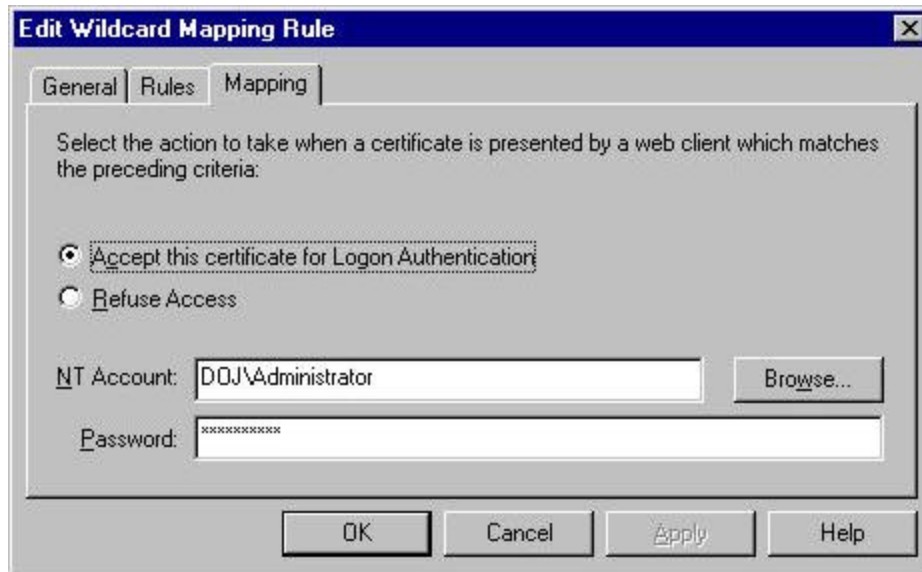 Edit Wildcard Mapping Rule
General Rules Mapping
Select the action to take when a certificate is presented by a web client which matches
the preceding criteria:
Accept this certificate for Logon Authentication
Refuse Access
NT Account: DOJ\Administrator Browse...
Password: **********
OK Cancel Apply Help